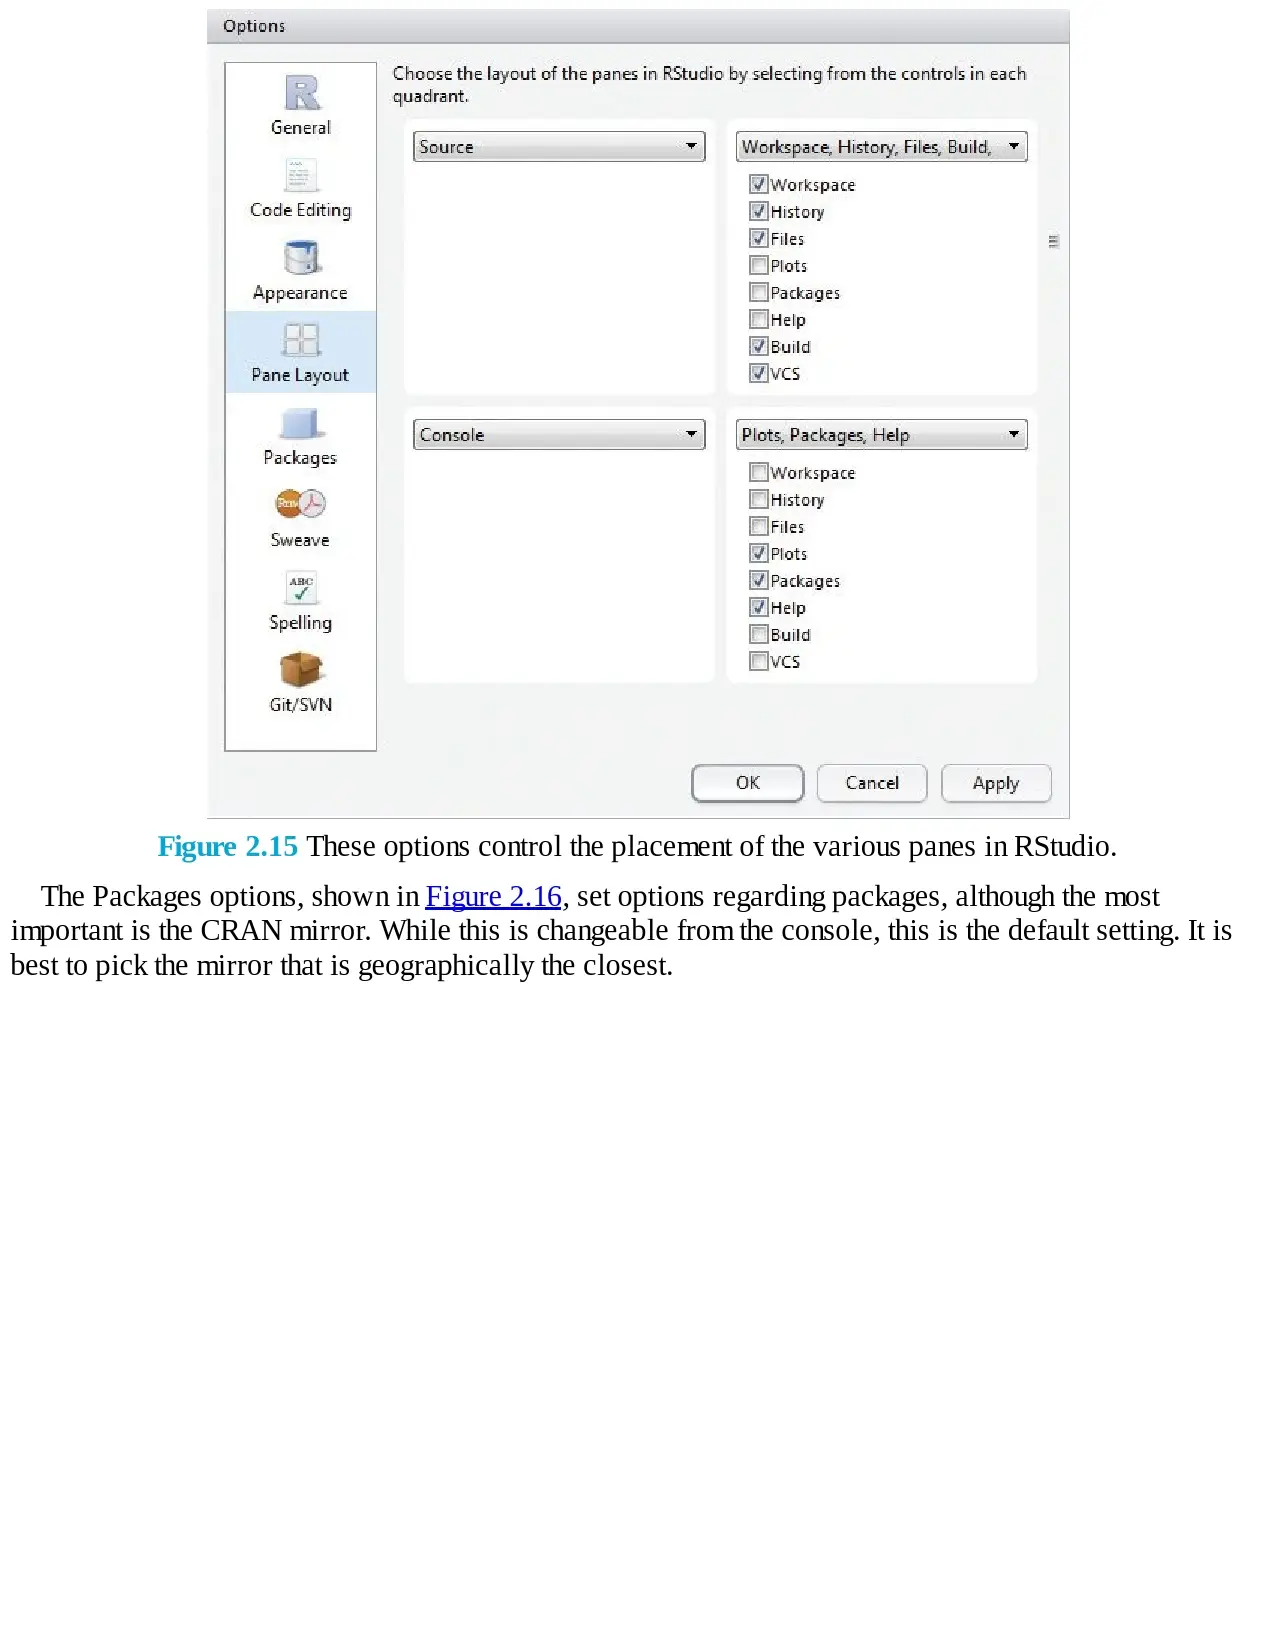 Options
General
Code Editing
Appearance
Pane Layout
Packages
Sweave
Spelling
Git/SVN
Choose the layout of the panes in RStudio by selecting from the controls in each
quadrant.
Source
Workspace, History, Files, Build,
Workspace
History
Files
Plots
Packages
Help
Build
VCS
Console
Plots, Packages, Help
Workspace
History
Files
Plots
Packages
Help
Build
VCS
OK Cancel Apply
Figure 2.15 These options control the placement of the various panes in RStudio.
The Packages options, shown in Figure 2.16, set options regarding packages, although the most
important is the CRAN mirror. While this is changeable from the console, this is the default setting. It is
best to pick the mirror that is geographically the closest.